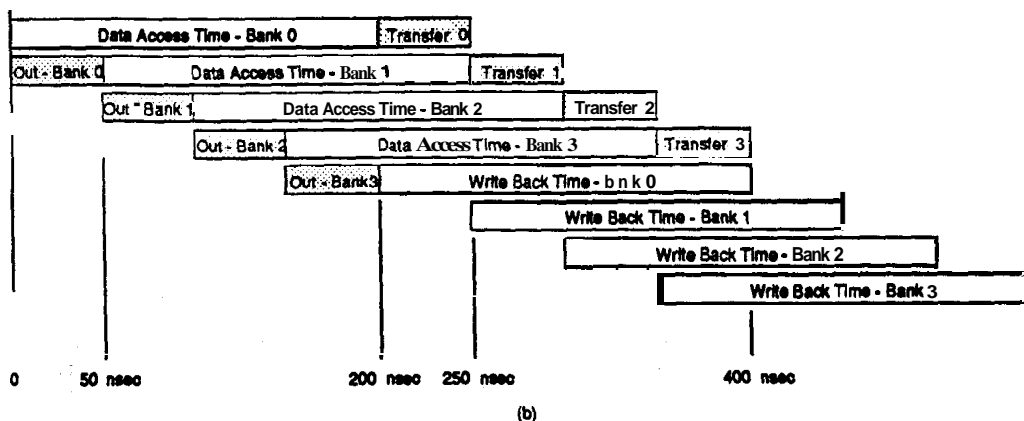 Data Access Time - Bank 0 Transfer 0
Out - Bank 0 Data Access Time - Bank 1 Transfer 1
Out - Bank 1 Data Access Time - Bank 2 Transfer 2
Out - Bank 2 Data Access Time - Bank 3 Transfer 3
Out - Bank3 Write Back Time - bnk0
Write Back Time - Bank 1
Write Back Time - Bank 2
Write Back Time - Bank 3
0 50 nsec 200 nsec 250 nsec 400 nsec
(b)